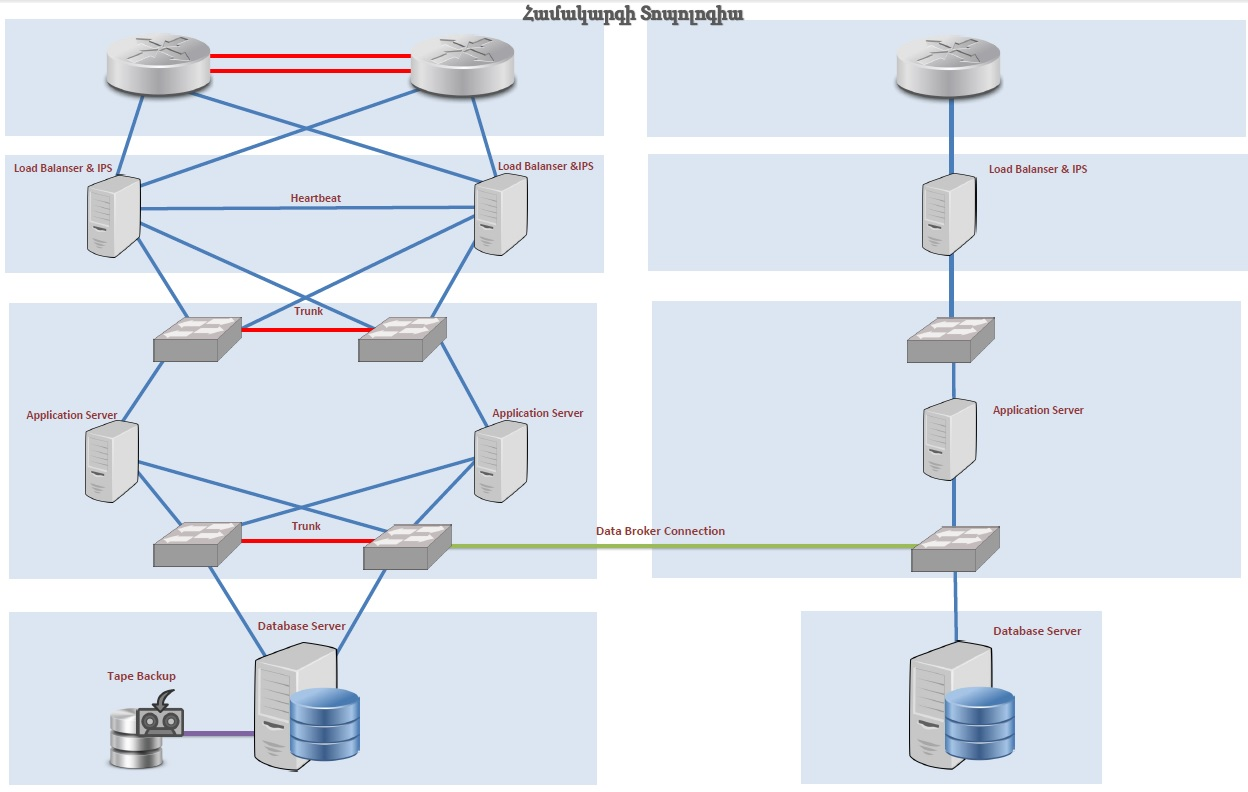 Համակարգի Տոպոլոգիա
Load Balanser & IPS
Load Balanser &IPS
Load Balanser & IPS
Heartbeat
Trunk
Application Server
Application Server
Application Server
Trunk
Data Broker Connection
Database Server
Database Server
Tape Backup